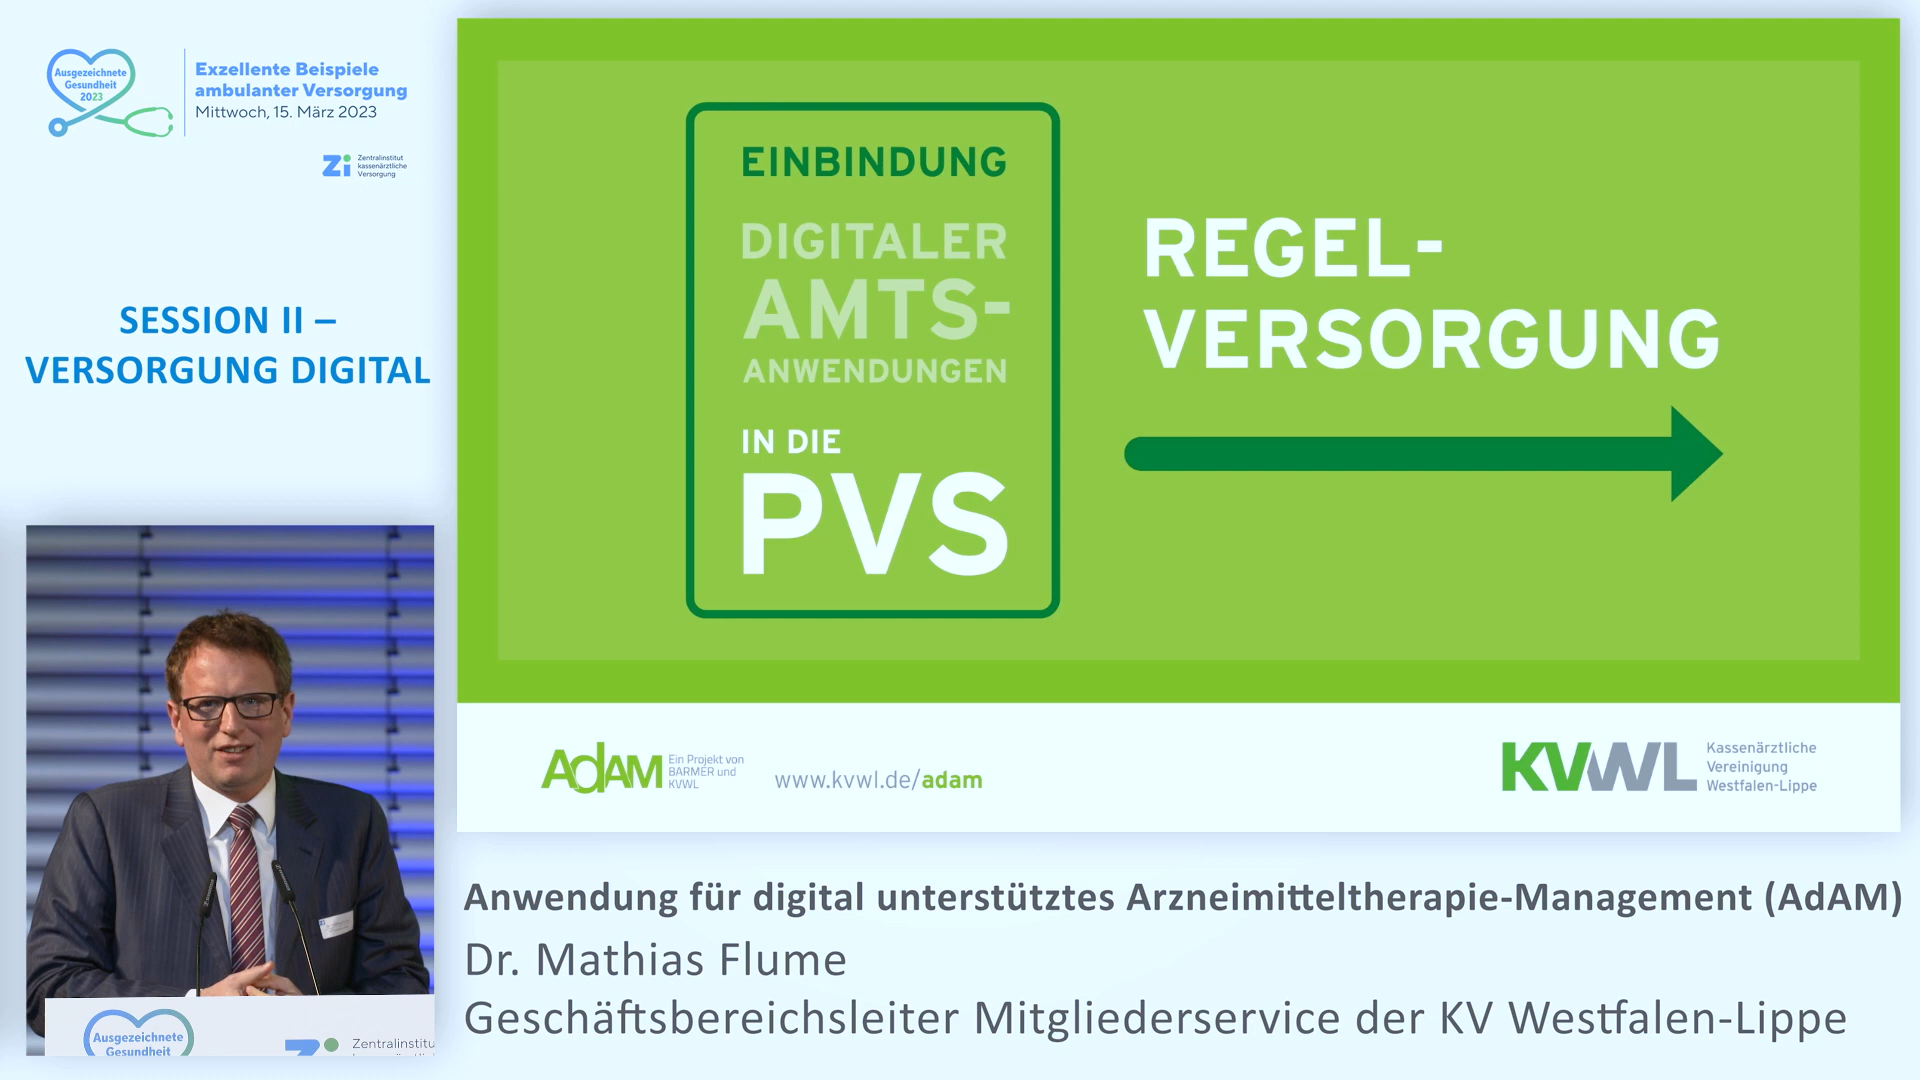 Ausgezeichnete
Gesundheit
2023
Exzellente Beispiele
ambulanter Versorgung
Mittwoch, 15. März 2023
Zi
Zentralinstitut
kassenärztliche
Versorgung
SESSION II –
VERSORGUNG DIGITAL
EINBINDUNG
DIGITALER
AMTS-
ANWENDUNGEN
IN DIE
PVS
REGEL-
VERSORGUNG
AdAM
Ein Projekt von
BARMER und
KVWL
www.kvwl.de/adam
KVWL
Kassenärztliche
Vereinigung
Westfalen-Lippe
Ausgezeichnete
Gesundheit
Zi
Zentralinstitu
Anwendung für digital unterstütztes Arzneimitteltherapie-Management (AdAM)
Dr. Mathias Flume
Geschäftsbereichsleiter Mitgliederservice der KV Westfalen-Lippe